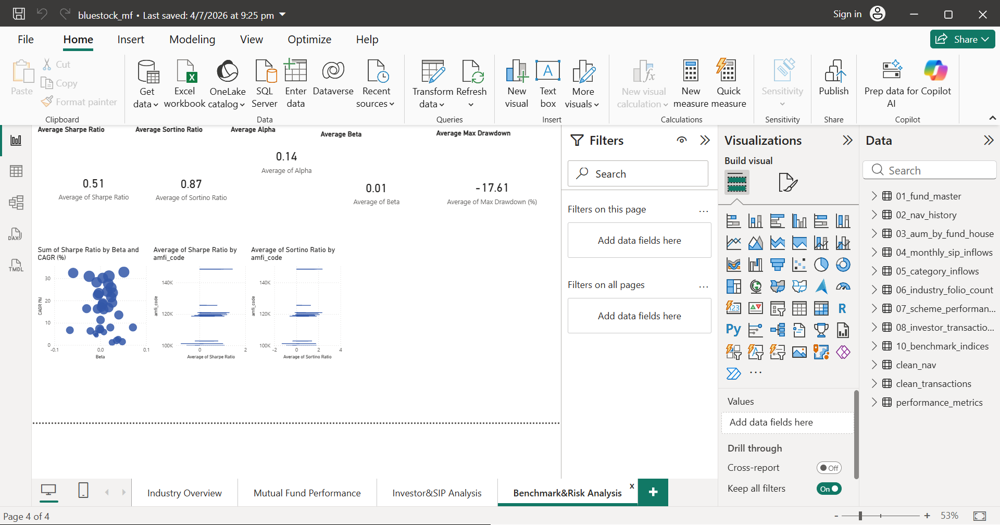 bluestock_mf • Last saved: 4/7/2026 at 9:25 pm
Sign in
File Home Insert Modeling View Optimize Help
Share
Paste
Cut
Copy
Format painter
Clipboard
Get data
Excel workbook
OneLake catalog
SQL Server
Enter data
Dataverse
Recent sources
Data
Transform data
Refresh
Queries
New visual
Text box
More visuals
Insert
New visual calculation
New measure
Quick measure
Calculations
Sensitivity
Sensitivity
Publish
Share
Prep data for AI
Copilot
Copilot
DAX
TMDL
Average Sharpe Ratio
0.51
Average of Sharpe Ratio
Average Sortino Ratio
0.87
Average of Sortino Ratio
Average Alpha
0.14
Average of Alpha
Average Beta
0.01
Average of Beta
Average Max Drawdown
-17.61
Average of Max Drawdown (%)
Sum of Sharpe Ratio by Beta and
CAGR (%)
CAGR (%)
30
20
10
0
-0.1 0.0 0.1
Beta
Average of Sharpe Ratio by
amfi_code
amfi_code
140K
120K
100K
0 2
Average of Sharpe Ratio
Average of Sortino Ratio by
amfi_code
amfi_code
140K
120K
100K
-2 0 2 4
Average of Sortino Ratio
Filters
Search
Filters on this page ...
Add data fields here
Filters on all pages ...
Add data fields here
Visualizations
Build visual
123
R
Py
...
Values
Add data fields here
Drill through
Cross-report
Off
Keep all filters
On
Data
Search
01_fund_master
02_nav_history
03_aum_by_fund_house
04_monthly_sip_inflows
05_category_inflows
06_industry_folio_count
07_scheme_performan...
08_investor_transactio...
10_benchmark_indices
clean_nav
clean_transactions
performance_metrics
Industry Overview
Mutual Fund Performance
Investor&SIP Analysis
Benchmark&Risk Analysis
x
+
Page 4 of 4
- + 53%